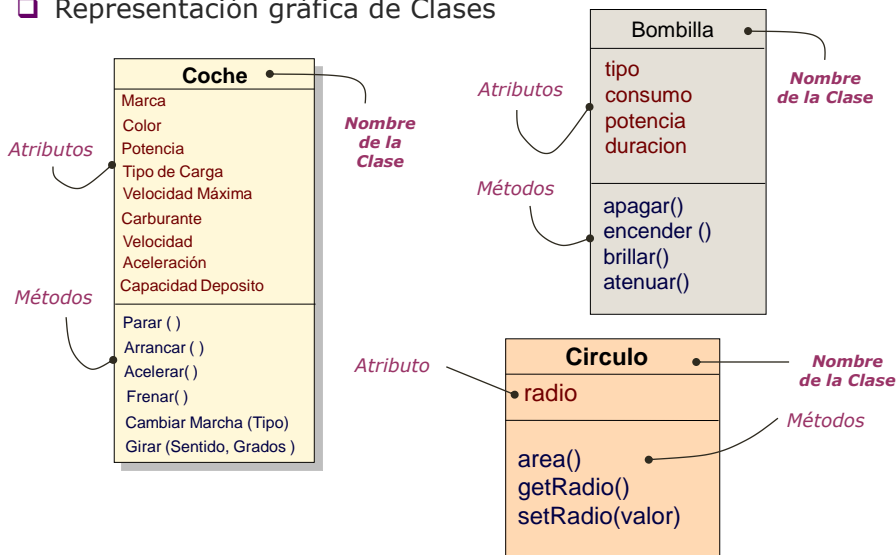 Representación gráfica de Clases
Coche
Marca
Color
Potencia
Tipo de Carga
Velocidad Máxima
Carburante
Velocidad
Aceleración
Capacidad Deposito
Parar ( )
Arrancar ( )
Acelerar( )
Frenar( )
Cambiar Marcha (Tipo)
Girar (Sentido, Grados )
Atributos
Métodos
Nombre
de la
Clase
Bombilla
tipo
consumo
potencia
duracion
apagar()
encender ()
brillar()
atenuar()
Atributos
Métodos
Nombre
de la Clase
Circulo
radio
area()
getRadio()
setRadio(valor)
Atributo
Nombre
de la Clase
Métodos